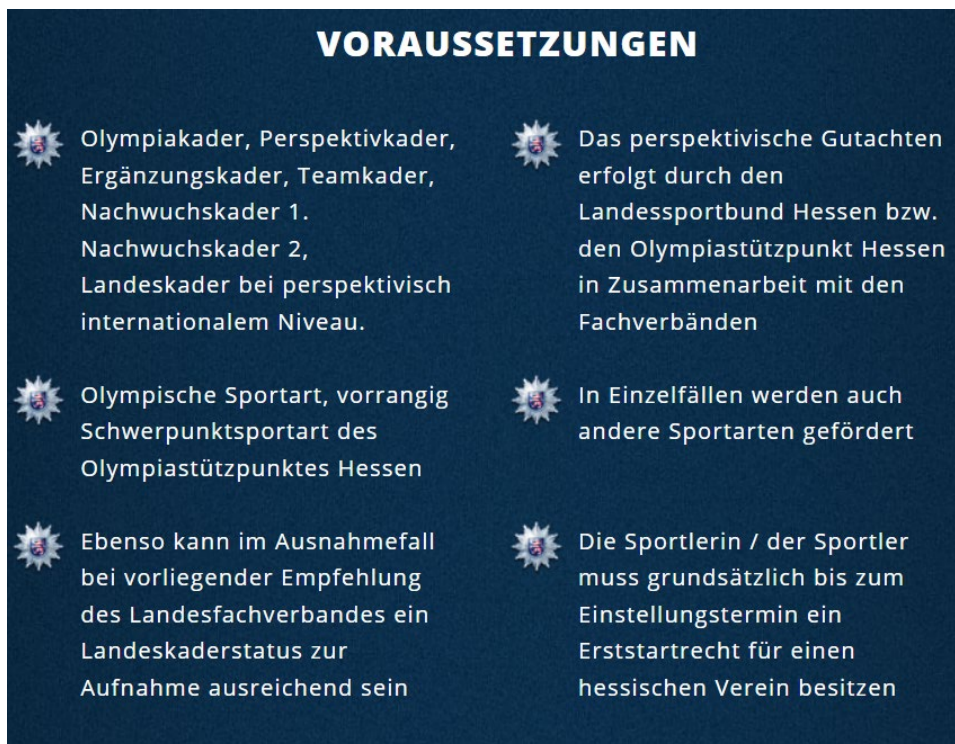 VORAUSSETZUNGEN
Olympiakader, Perspektivkader,
Ergänzungskader, Teamkader,
Nachwuchskader 1.
Nachwuchskader 2,
Landeskader bei perspektivisch
internationalem Niveau.
Das perspektivische Gutachten
erfolgt durch den
Landessportbund Hessen bzw.
den Olympiastützpunkt Hessen
in Zusammenarbeit mit den
Fachverbänden
Olympische Sportart, vorrangig
Schwerpunktsportart des
Olympiastützpunktes Hessen
In Einzelfällen werden auch
andere Sportarten gefördert
Ebenso kann im Ausnahmefall
bei vorliegender Empfehlung
des Landesfachverbandes ein
Landeskaderstatus zur
Aufnahme ausreichend sein
Die Sportlerin / der Sportler
muss grundsätzlich bis zum
Einstellungstermin ein
Erststartrecht für einen
hessischen Verein besitzen